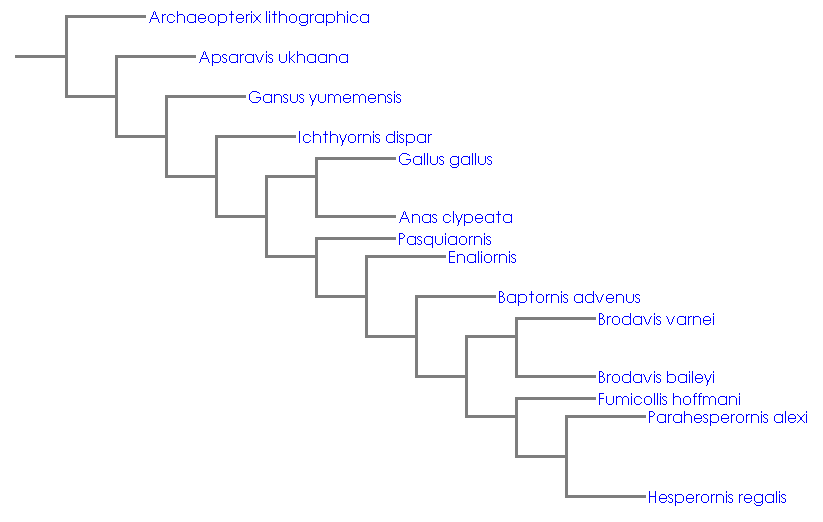 Archaeopterix lithographica
Apsaravis ukhaana
Gansus yumemensis
Ichthyornis dispar
Gallus gallus
Anas clypeata
Pasquiaornis
Enaliornis
Baptornis advenus
Brodavis varnei
Brodavis baileyi
Fumicollis hoffmani
Parahesperornis alexi
Hesperornis regalis